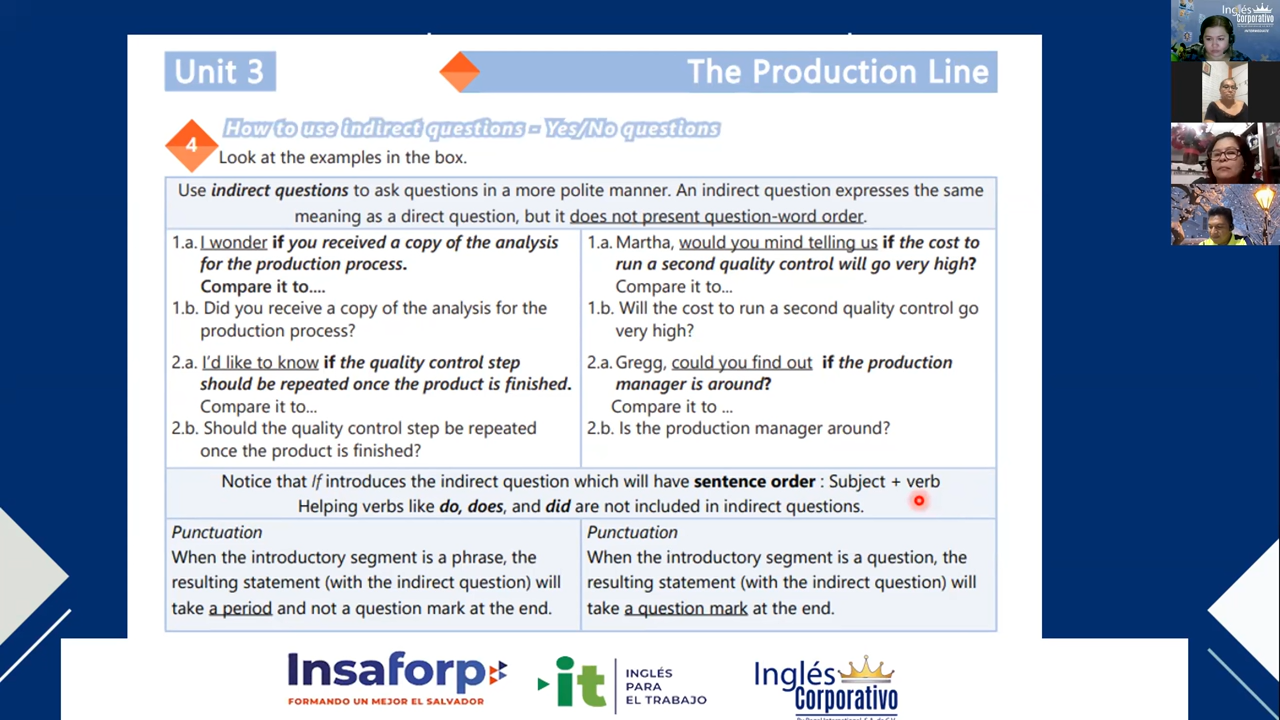 Unit 3
The Production Line
4
How to use indirect questions - Yes/No questions
Look at the examples in the box.
Use indirect questions to ask questions in a more polite manner. An indirect question expresses the same
meaning as a direct question, but it does not present question-word order.
1.a. I wonder if you received a copy of the analysis
for the production process.
Compare it to....
1.b. Did you receive a copy of the analysis for the
production process?
2.a. I'd like to know if the quality control step
should be repeated once the product is finished.
Compare it to...
2.b. Should the quality control step be repeated
once the product is finished?
1.a. Martha, would you mind telling us if the cost to
run a second quality control will go very high?
Compare it to...
1.b. Will the cost to run a second quality control go
very high?
2.a. Gregg, could you find out if the production
manager is around?
Compare it to ...
2.b. Is the production manager around?
Notice that If introduces the indirect question which will have sentence order : Subject + verb
Helping verbs like do, does, and did are not included in indirect questions.
Punctuation
When the introductory segment is a phrase, the
resulting statement (with the indirect question) will
take a period and not a question mark at the end.
Punctuation
When the introductory segment is a question, the
resulting statement (with the indirect question) will
take a question mark at the end.
Insaforp
FORMANDO UN MEJOR EL SALVADOR
it
INGLÉS
PARA
EL TRABAJO
Inglés
Corporativo
Inglés
Corporativo
INTERMEDIATE